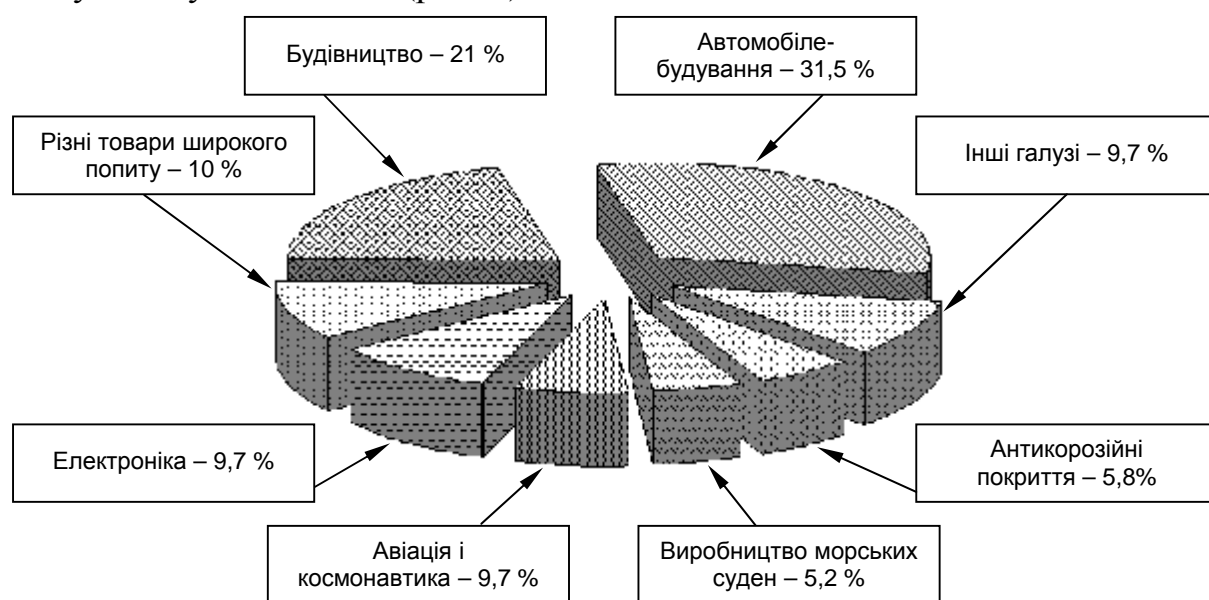 Будівництво – 21 %
Автомобіле-
будування – 31,5 %
Різні товари широкого
попиту – 10 %
Інші галузі – 9,7 %
Електроніка – 9,7 %
Антикорозійні
покриття – 5,8%
Авіація і
космонавтика – 9,7 %
Виробництво морських
суден – 5,2 %